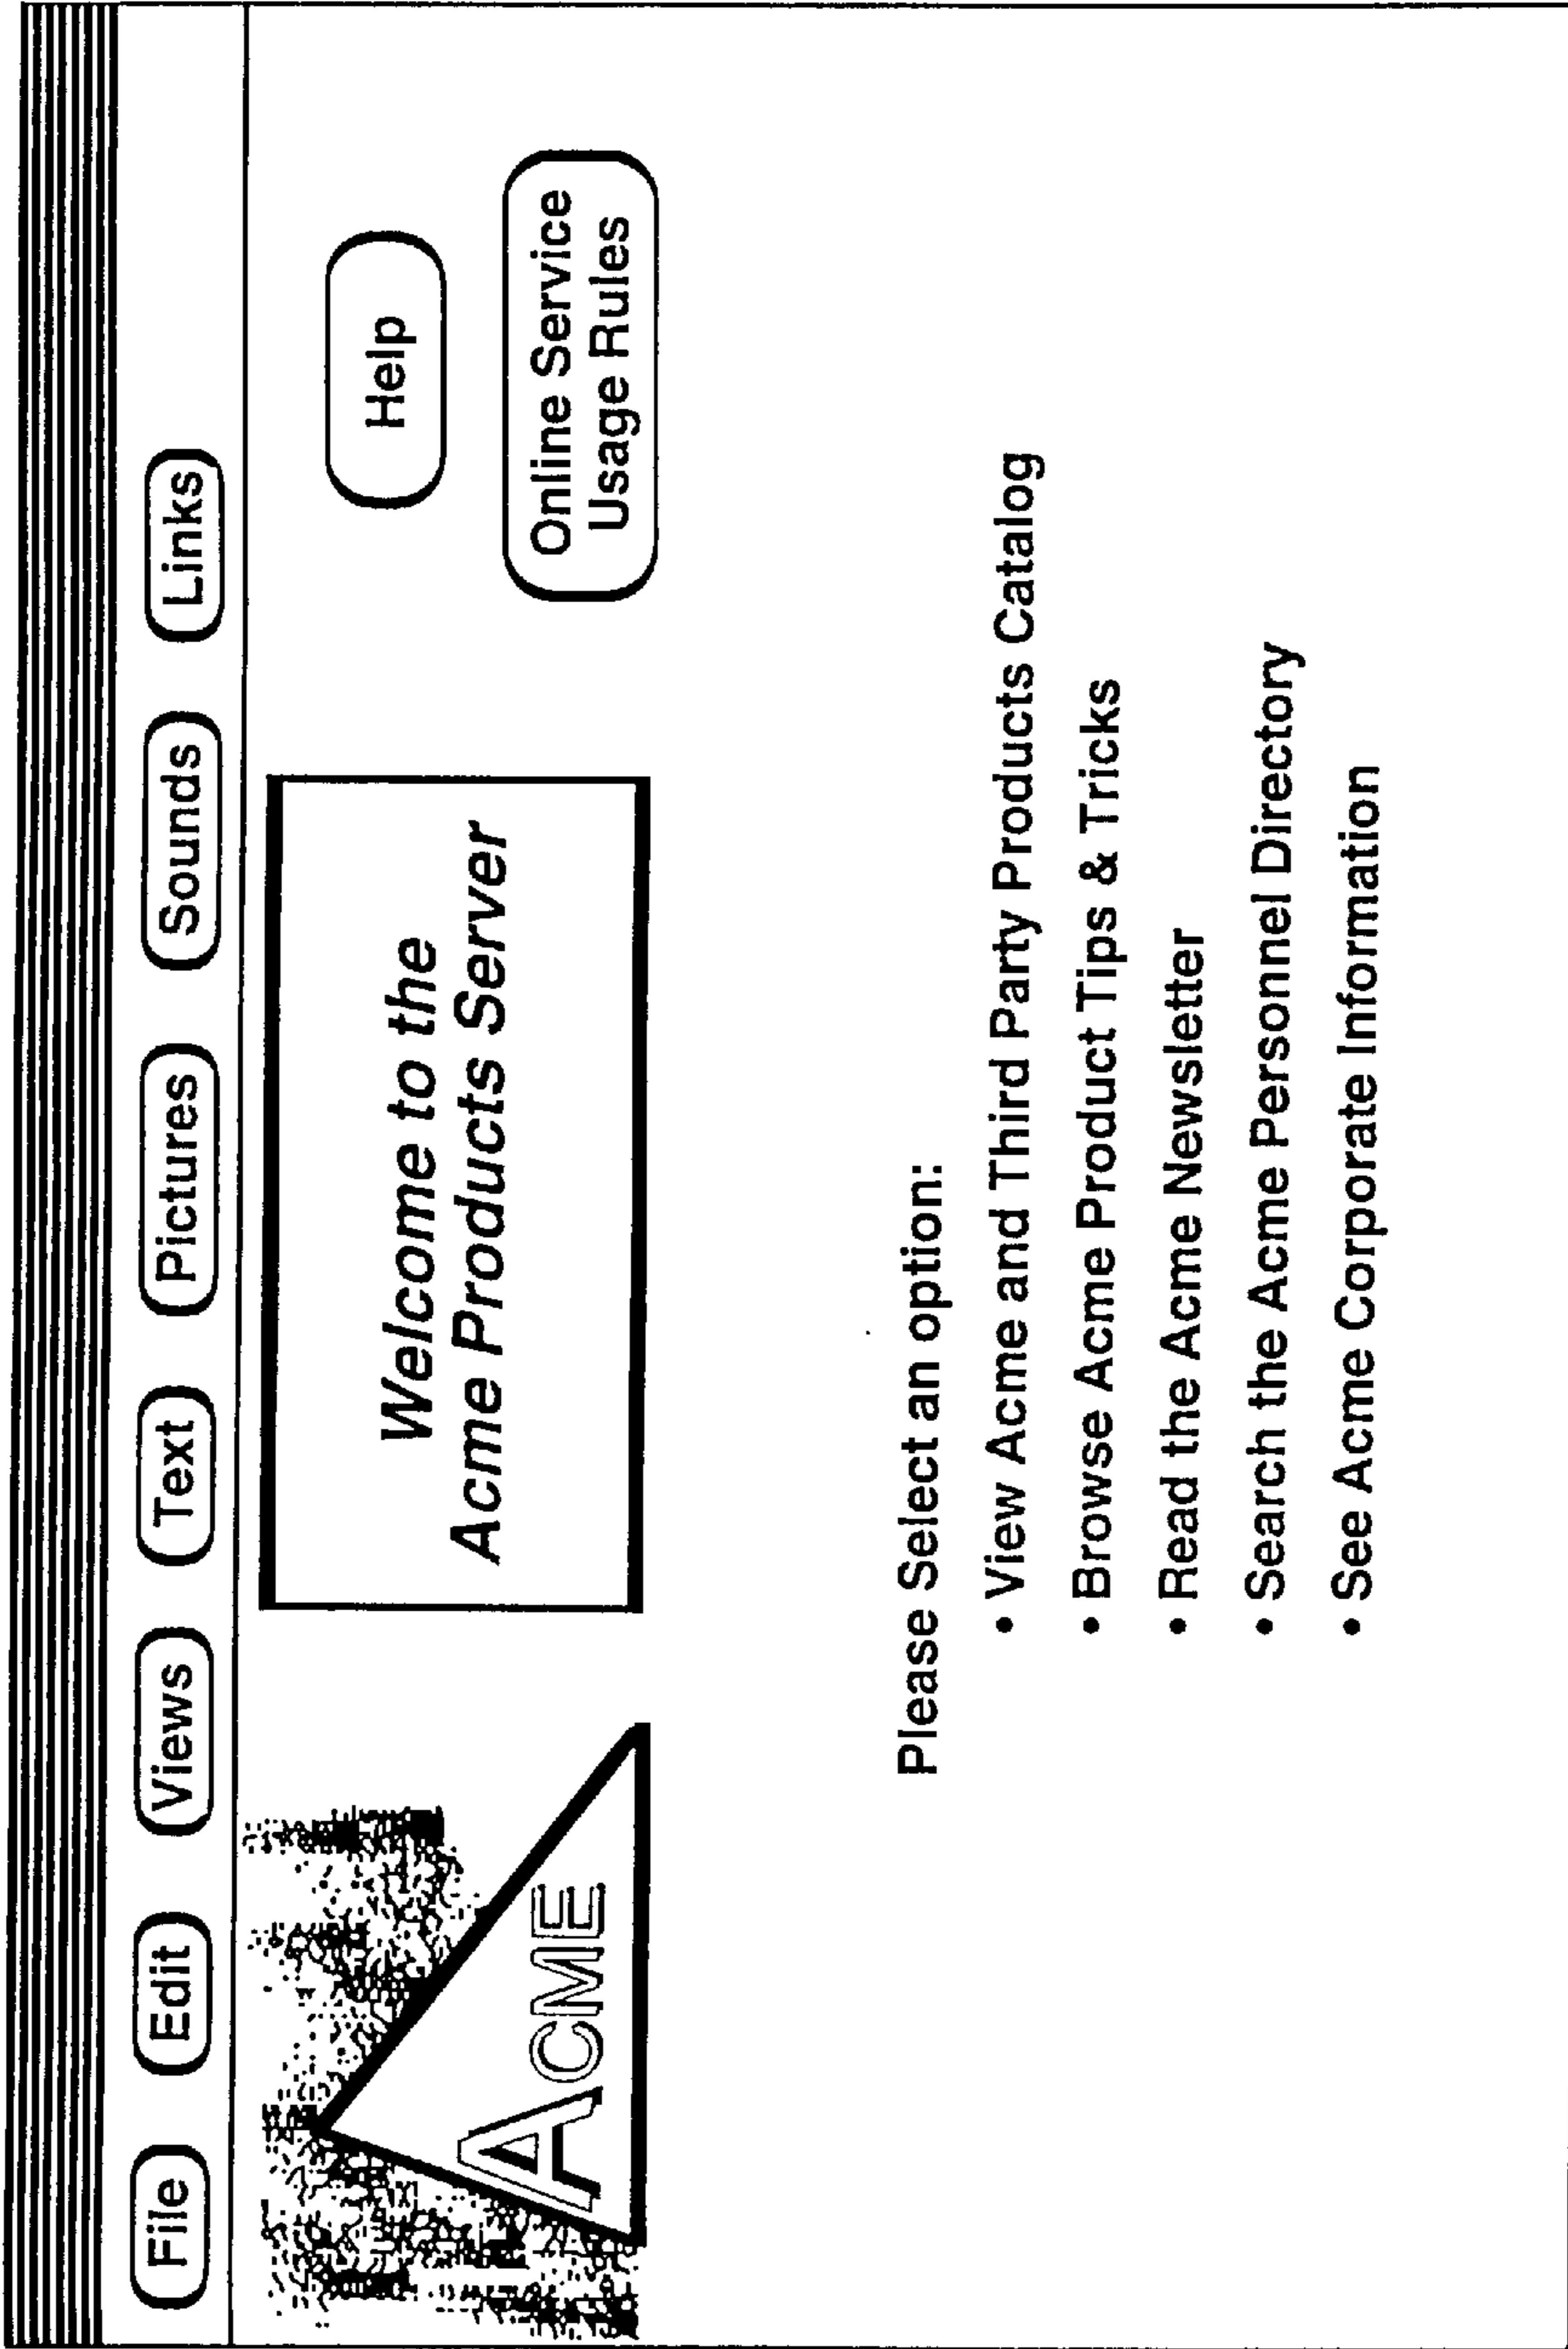 File Edit Views Text Pictures Sounds Links
ACME
Welcome to the
Acme Products Server
Help
Online Service
Usage Rules
Please Select an option:
• View Acme and Third Party Products Catalog
• Browse Acme Product Tips & Tricks
• Read the Acme Newsletter
• Search the Acme Personnel Directory
• See Acme Corporate Information